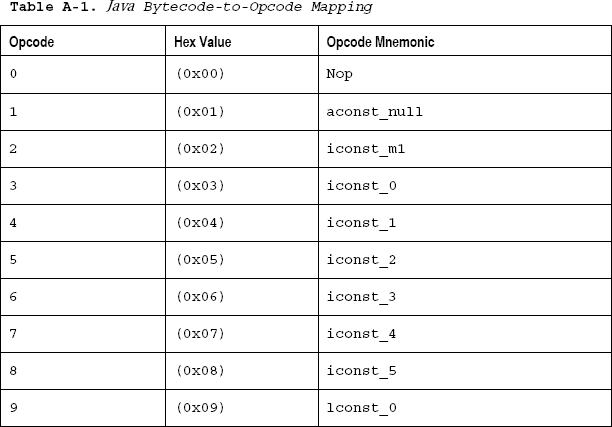 Table A-1. Java Bytecode-to-Opcode Mapping
Opcode Hex Value Opcode Mnemonic
0 (0x00) Nop
1 (0x01) aconst_null
2 (0x02) iconst_m1
3 (0x03) iconst_0
4 (0x04) iconst_1
5 (0x05) iconst_2
6 (0x06) iconst_3
7 (0x07) iconst_4
8 (0x08) iconst_5
9 (0x09) lconst_0